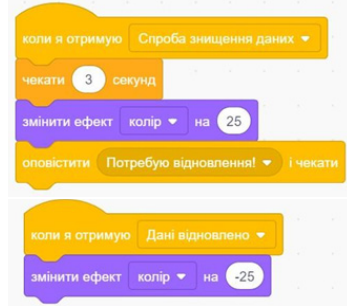 коли я отримую Спроба знищення даних
чекати 3 секунд
змінити ефект колір на 25
оповістити Потребую відновлення! і чекати
коли я отримую Дані відновлено
змінити ефект колір на -25